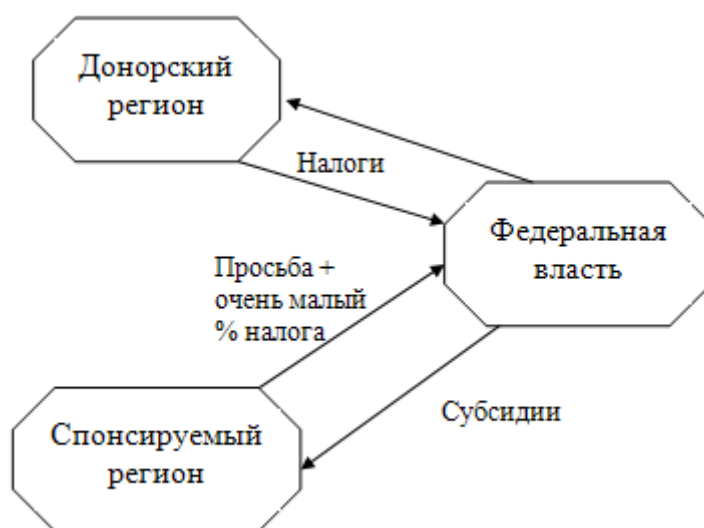 Донорский
регион
Налоги
Федеральная
власть
Просьба +
очень малый
% налога
Субсидии
Спонсируемый
регион